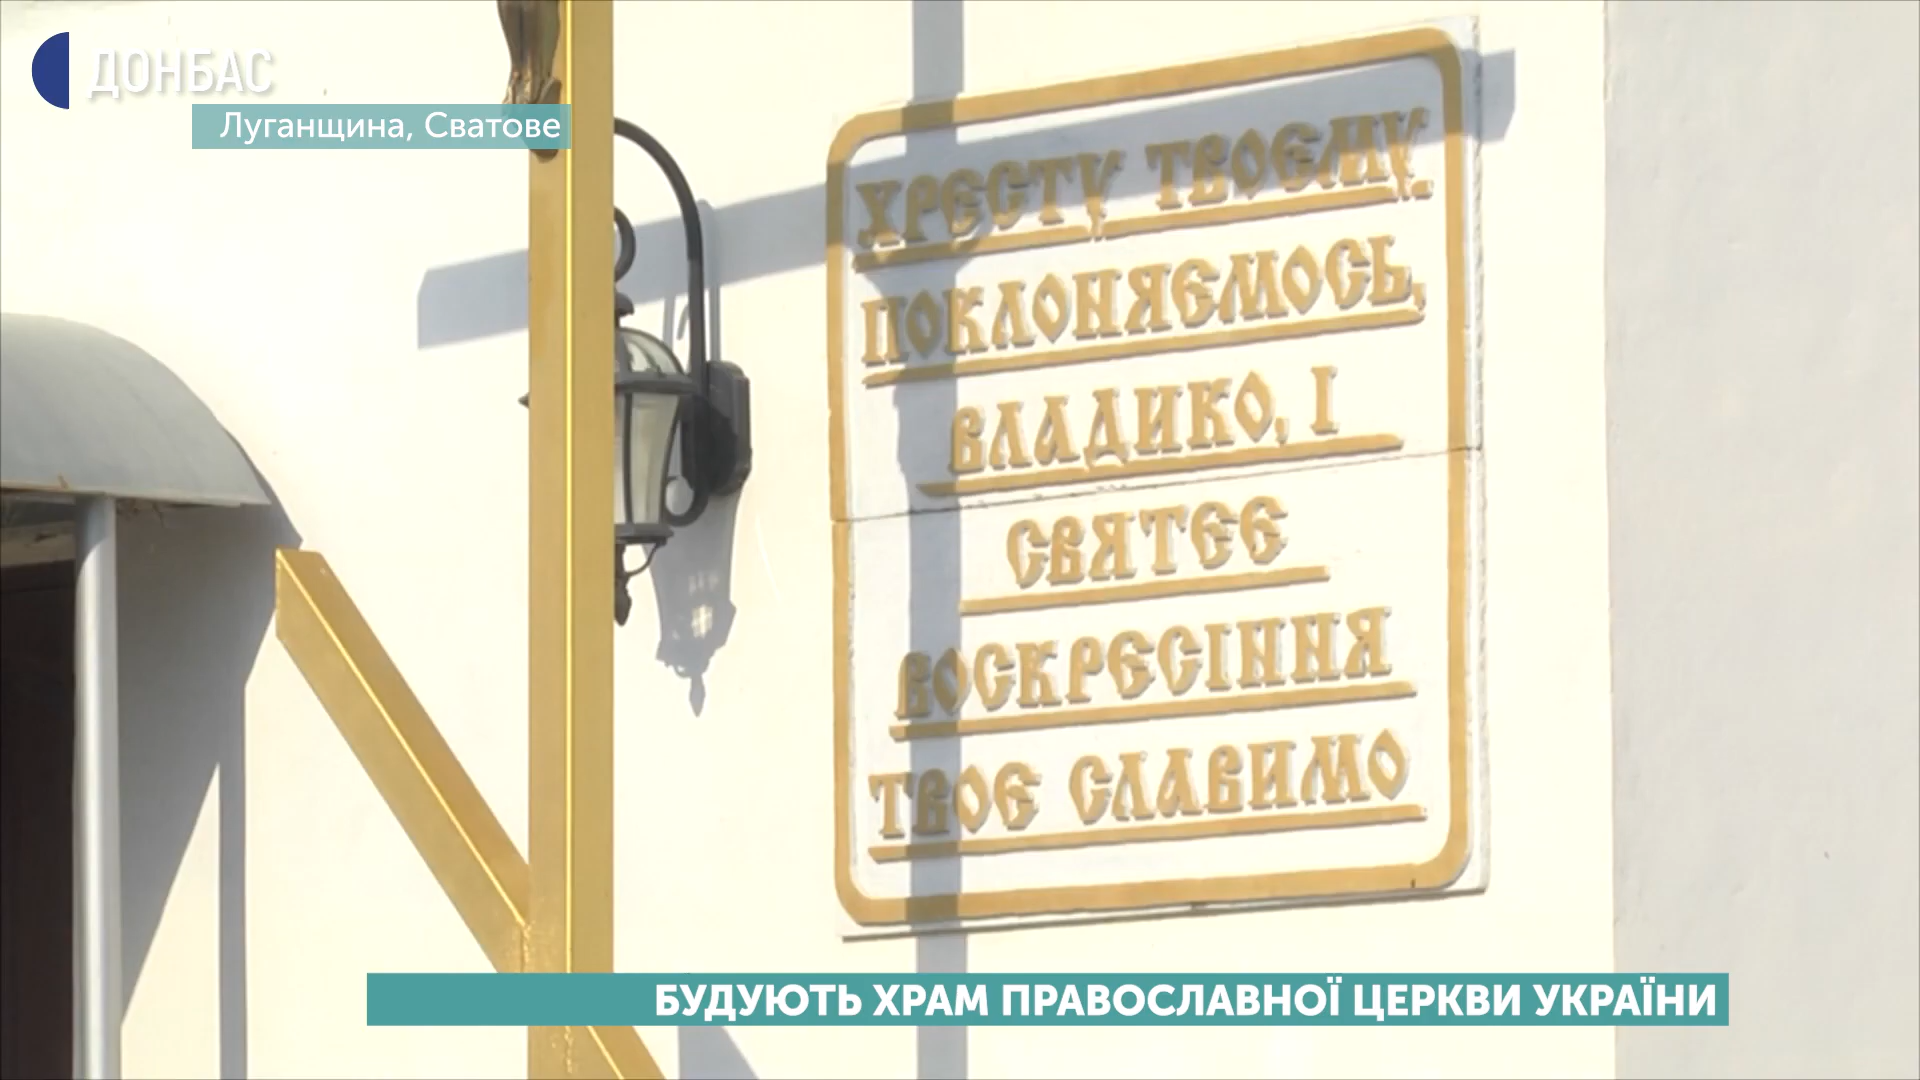 ДОНБАС
Луганщина, Сватове
ХРЕСТУ ТВОЄМУ
ПОКЛОНЯЄМОСЬ,
ВЛАДИКО, І
СВЯТЕЄ
ВОСКРЕСІННЯ
ТВОЄ СЛАВИМО
БУДУЮТЬ ХРАМ ПРАВОСЛАВНОЇ ЦЕРКВИ УКРАЇНИ